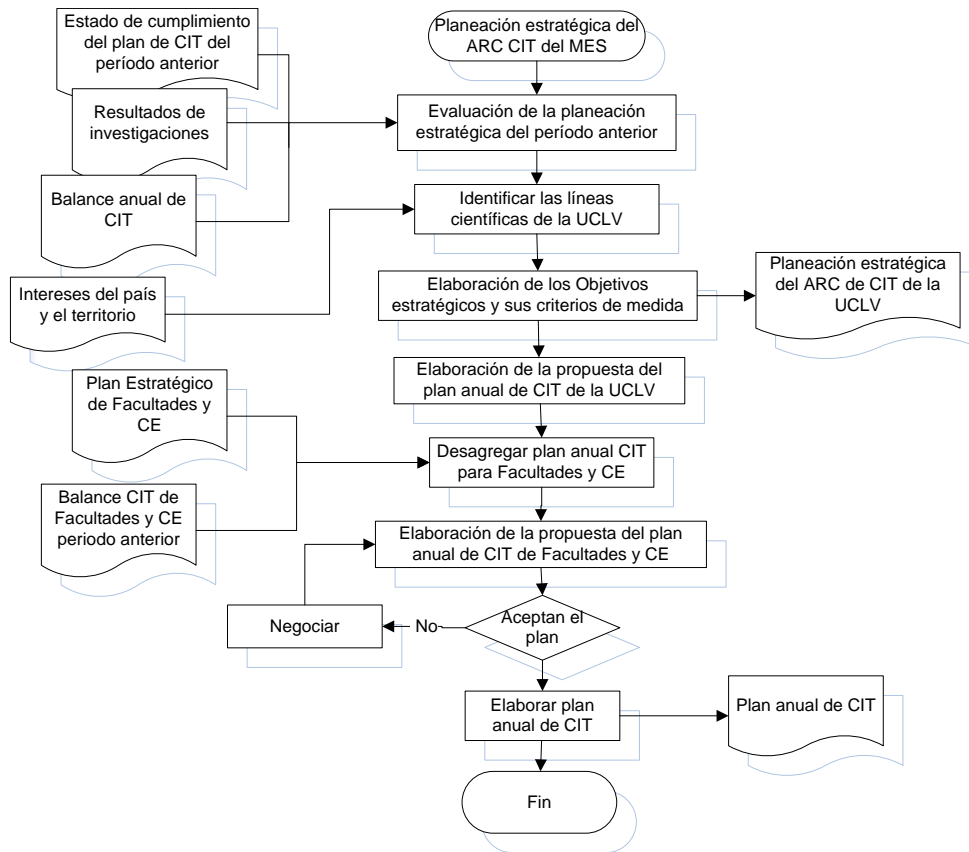 Estado de cumplimiento
del plan de CIT del
período anterior
Planeación estratégica del
ARC CIT del MES
Resultados de
investigaciones
Evaluación de la planeación
estratégica del período anterior
Balance anual de
CIT
Identificar las líneas
científicas de la UCLV
Intereses del país
y el territorio
Elaboración de los Objetivos
estratégicos y sus criterios de medida
Planeación estratégica
del ARC de CIT de la
UCLV
Elaboración de la propuesta del
plan anual de CIT de la UCLV
Plan Estratégico
de Facultades y
CE
Desagregar plan anual CIT
para Facultades y CE
Balance CIT de
Facultades y CE
periodo anterior
Elaboración de la propuesta del plan
anual de CIT de Facultades y CE
Negociar
No
Aceptan el
plan
Elaborar plan
anual de CIT
Plan anual de CIT
Fin